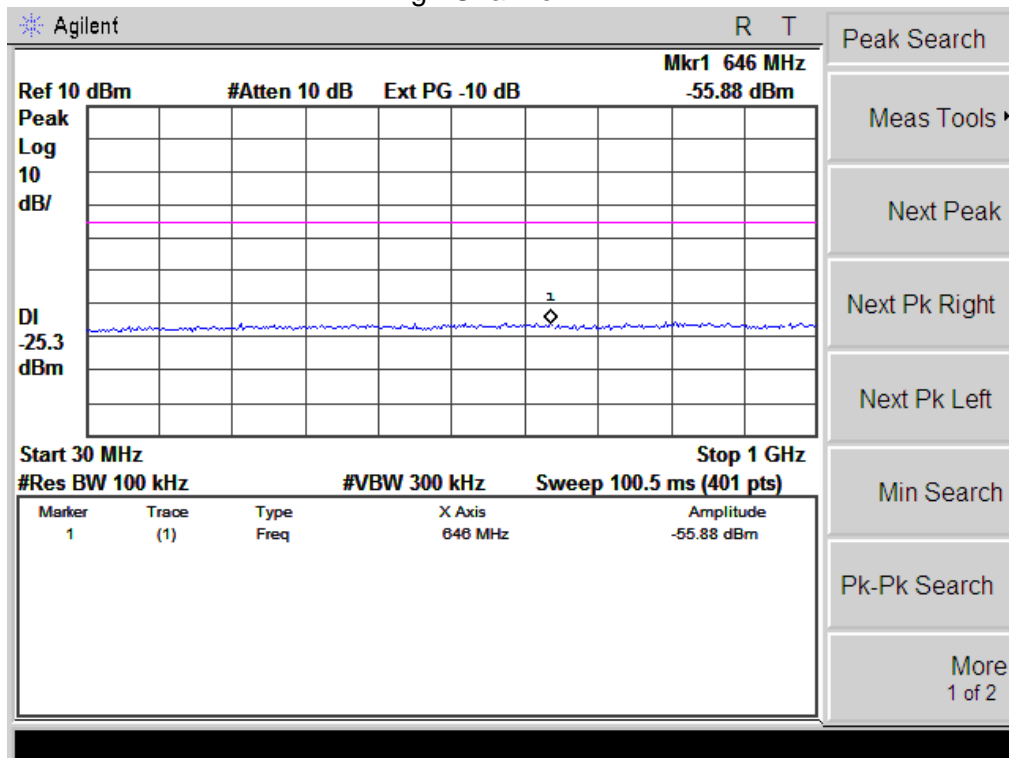 Agilent R T
Mkr1 646 MHz
Ref 10 dBm #Atten 10 dB Ext PG -10 dB -55.88 dBm
Peak
Log
10
dB/
1
DI
-25.3
dBm
Start 30 MHz Stop 1 GHz
#Res BW 100 kHz #VBW 300 kHz Sweep 100.5 ms (401 pts)
Marker Trace Type X Axis Amplitude
1 (1) Freq 646 MHz -55.88 dBm
Peak Search
Meas Tools
Next Peak
Next Pk Right
Next Pk Left
Min Search
Pk-Pk Search
More
1 of 2